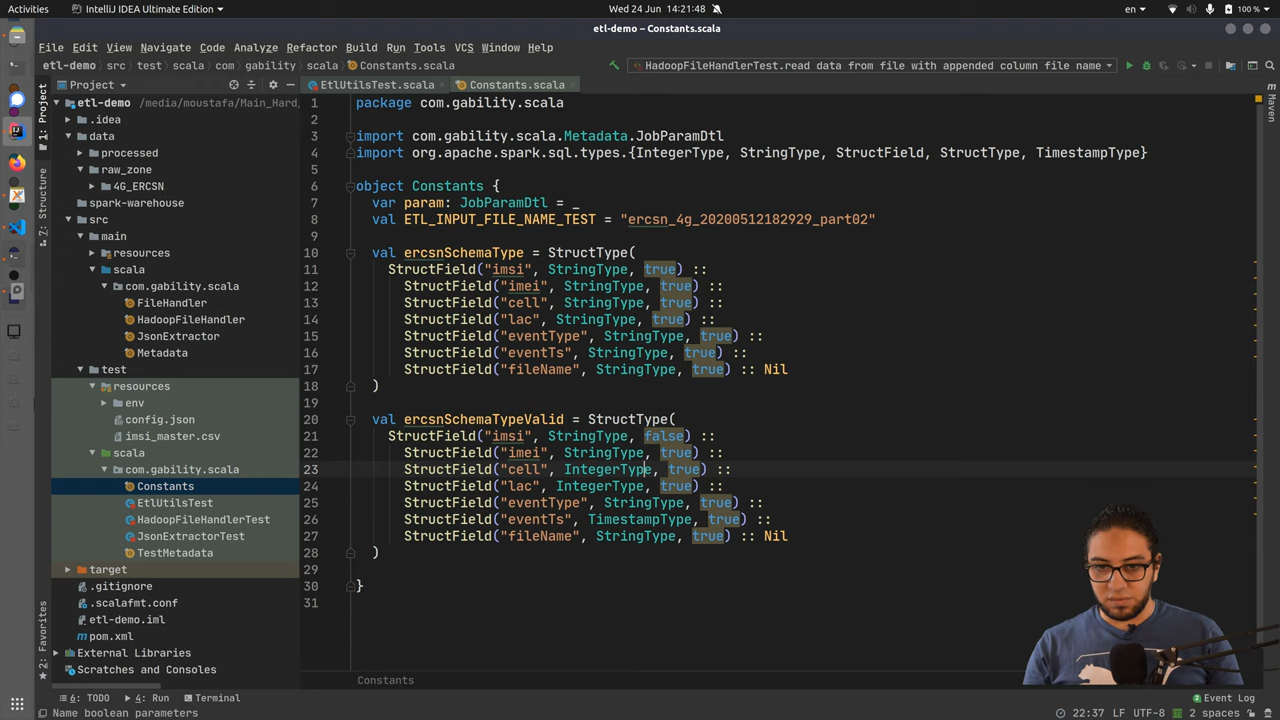 Activities
IntelliJ IDEA Ultimate Edition
Wed 24 Jun 14:21:48
en
100 %
etl-demo – Constants.scala
File Edit View Navigate Code Analyze Refactor Build Run Tools VCS Window Help
etl-demo src test scala com gability scala Constants.scala
HadoopFileHandlerTest.read data from file with appended column file name
Project
EtlUtilsTest.scala
Constants.scala
1: Project
7: Structure
2: Favorites
Maven
etl-demo /media/moustafa/Main_Hard_
.idea
data
processed
raw_zone
4G_ERCSN
spark-warehouse
src
main
resources
scala
com.gability.scala
FileHandler
HadoopFileHandler
JsonExtractor
Metadata
test
resources
env
config.json
imsi_master.csv
scala
com.gability.scala
Constants
EtlUtilsTest
HadoopFileHandlerTest
JsonExtractorTest
TestMetadata
target
.gitignore
.scalafmt.conf
etl-demo.iml
pom.xml
External Libraries
Scratches and Consoles
1 package com.gability.scala
2
3 import com.gability.scala.Metadata.JobParamDtl
4 import org.apache.spark.sql.types.{IntegerType, StringType, StructField, StructType, TimestampType}
5
6 object Constants {
7 var param: JobParamDtl = _
8 val ETL_INPUT_FILE_NAME_TEST = "ercsn_4g_20200512182929_part02"
9
10 val ercsnSchemaType = StructType(
11 StructField("imsi", StringType, true) ::
12 StructField("imei", StringType, true) ::
13 StructField("cell", StringType, true) ::
14 StructField("lac", StringType, true) ::
15 StructField("eventType", StringType, true) ::
16 StructField("eventTs", StringType, true) ::
17 StructField("fileName", StringType, true) :: Nil
18 )
19
20 val ercsnSchemaTypeValid = StructType(
21 StructField("imsi", StringType, false) ::
22 StructField("imei", StringType, true) ::
23 StructField("cell", IntegerType, true) ::
24 StructField("lac", IntegerType, true) ::
25 StructField("eventType", StringType, true) ::
26 StructField("eventTs", TimestampType, true) ::
27 StructField("fileName", StringType, true) :: Nil
28 )
29
30 }
31
Constants
6: TODO
4: Run
Terminal
Event Log
Name boolean parameters
22:37 LF UTF-8 2 spaces